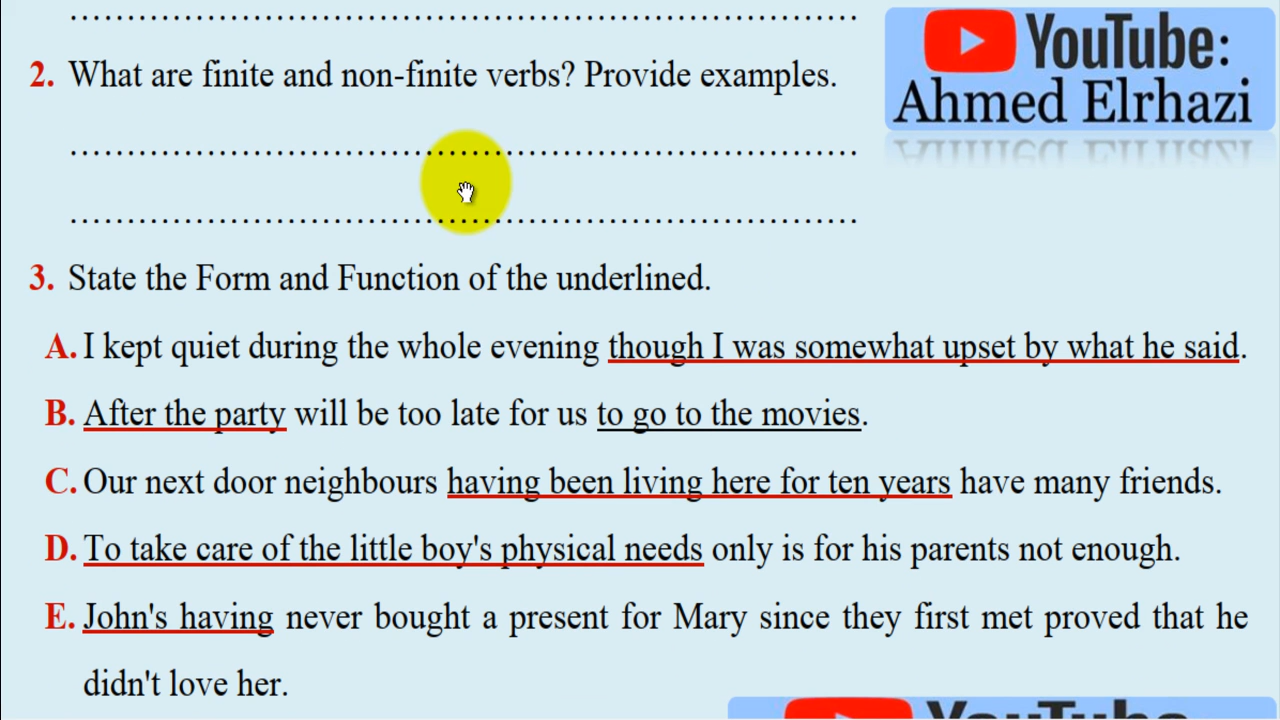 YouTube:
Ahmed Elrhazi
2. What are finite and non-finite verbs? Provide examples.
3. State the Form and Function of the underlined.
A. I kept quiet during the whole evening though I was somewhat upset by what he said.
B. After the party will be too late for us to go to the movies.
C. Our next door neighbours having been living here for ten years have many friends.
D. To take care of the little boy's physical needs only is for his parents not enough.
E. John's having never bought a present for Mary since they first met proved that he
didn't love her.
YouTube